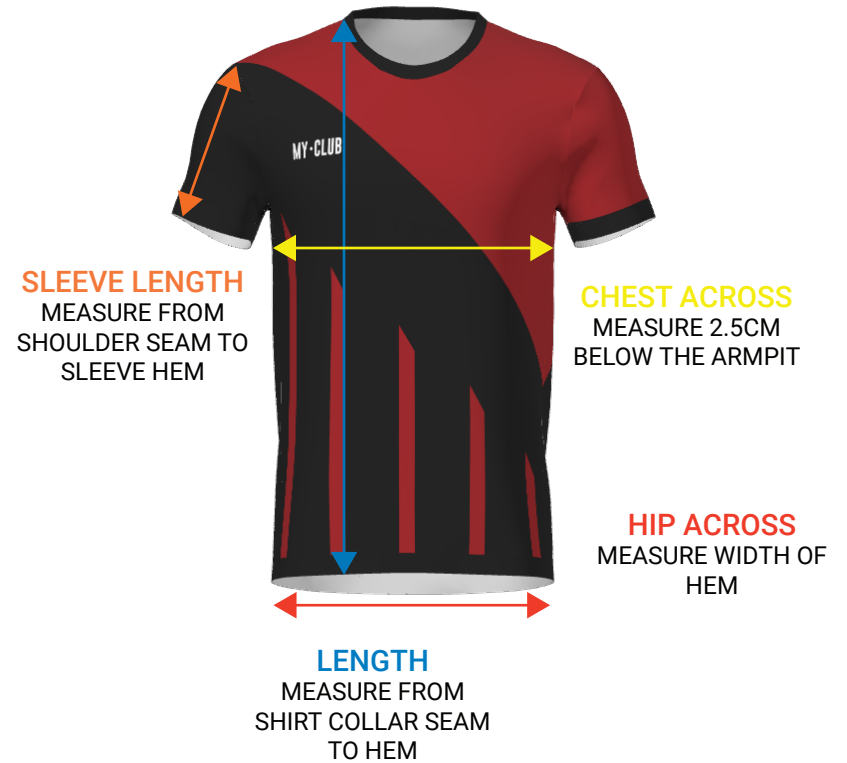 MY·CLUB
SLEEVE LENGTH
MEASURE FROM
SHOULDER SEAM TO
SLEEVE HEM
CHEST ACROSS
MEASURE 2.5CM
BELOW THE ARMPIT
HIP ACROSS
MEASURE WIDTH OF
HEM
LENGTH
MEASURE FROM
SHIRT COLLAR SEAM
TO HEM